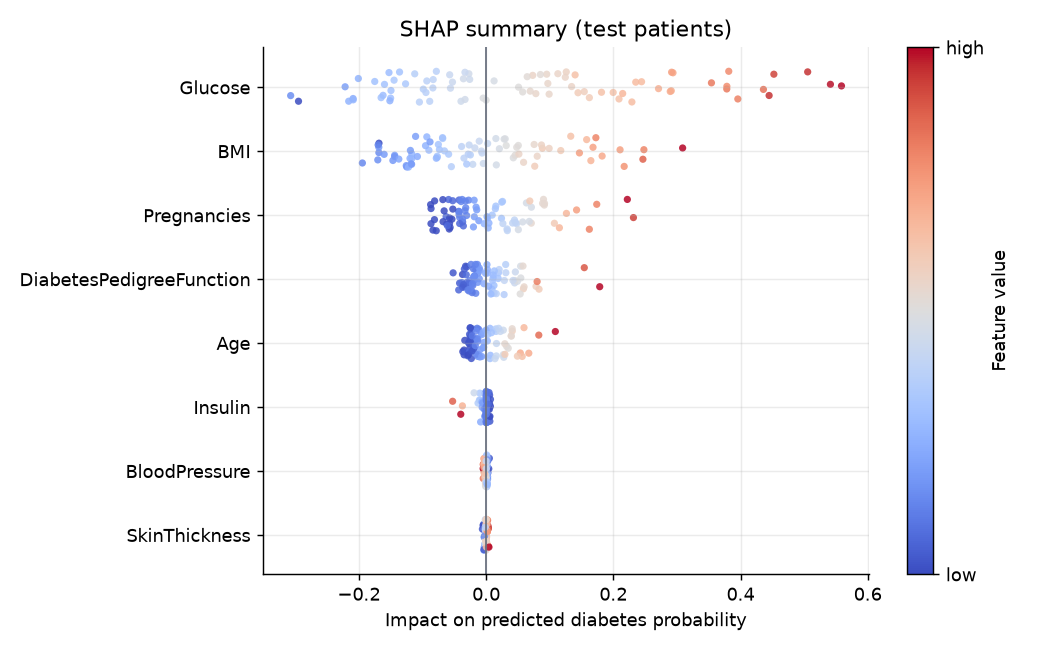 SHAP summary (test patients)
high
Glucose
BMI
Pregnancies
DiabetesPedigreeFunction
Age
Insulin
BloodPressure
SkinThickness
Feature value
low
−0.2 0.0 0.2 0.4 0.6
Impact on predicted diabetes probability